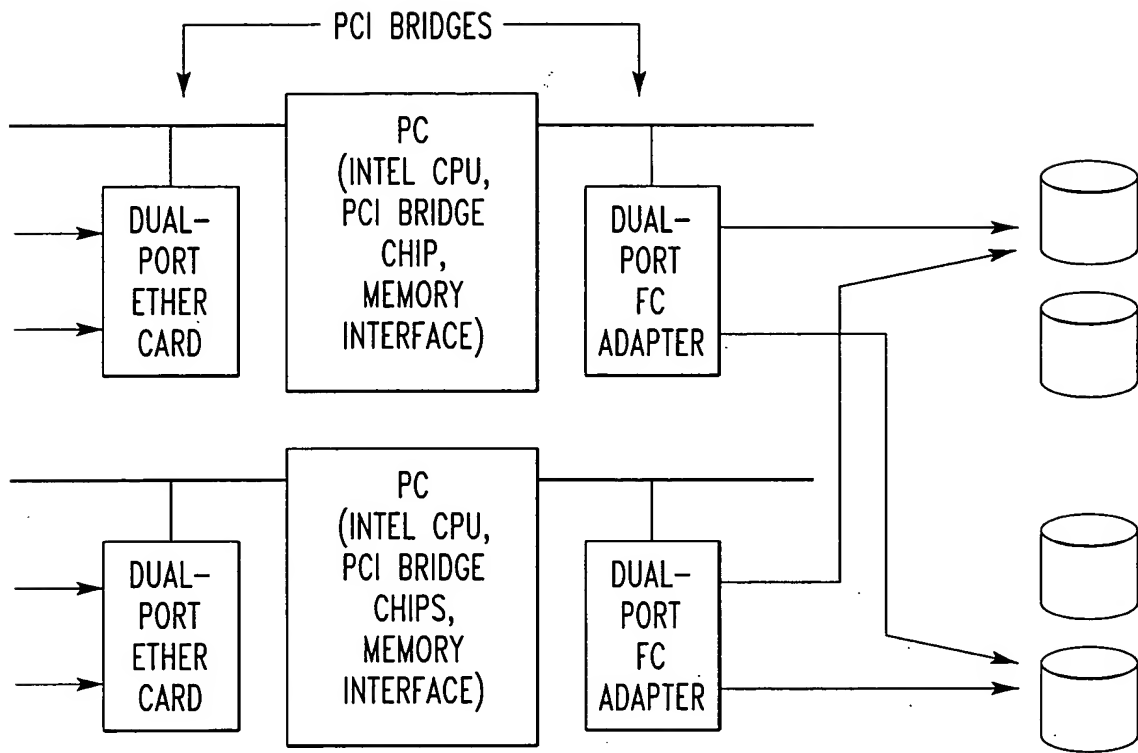 PCI BRIDGES
DUAL-
PORT
ETHER
CARD
PC
(INTEL CPU,
PCI BRIDGE
CHIP,
MEMORY
INTERFACE)
DUAL-
PORT
FC
ADAPTER
DUAL-
PORT
ETHER
CARD
PC
(INTEL CPU,
PCI BRIDGE
CHIPS,
MEMORY
INTERFACE)
DUAL-
PORT
FC
ADAPTER